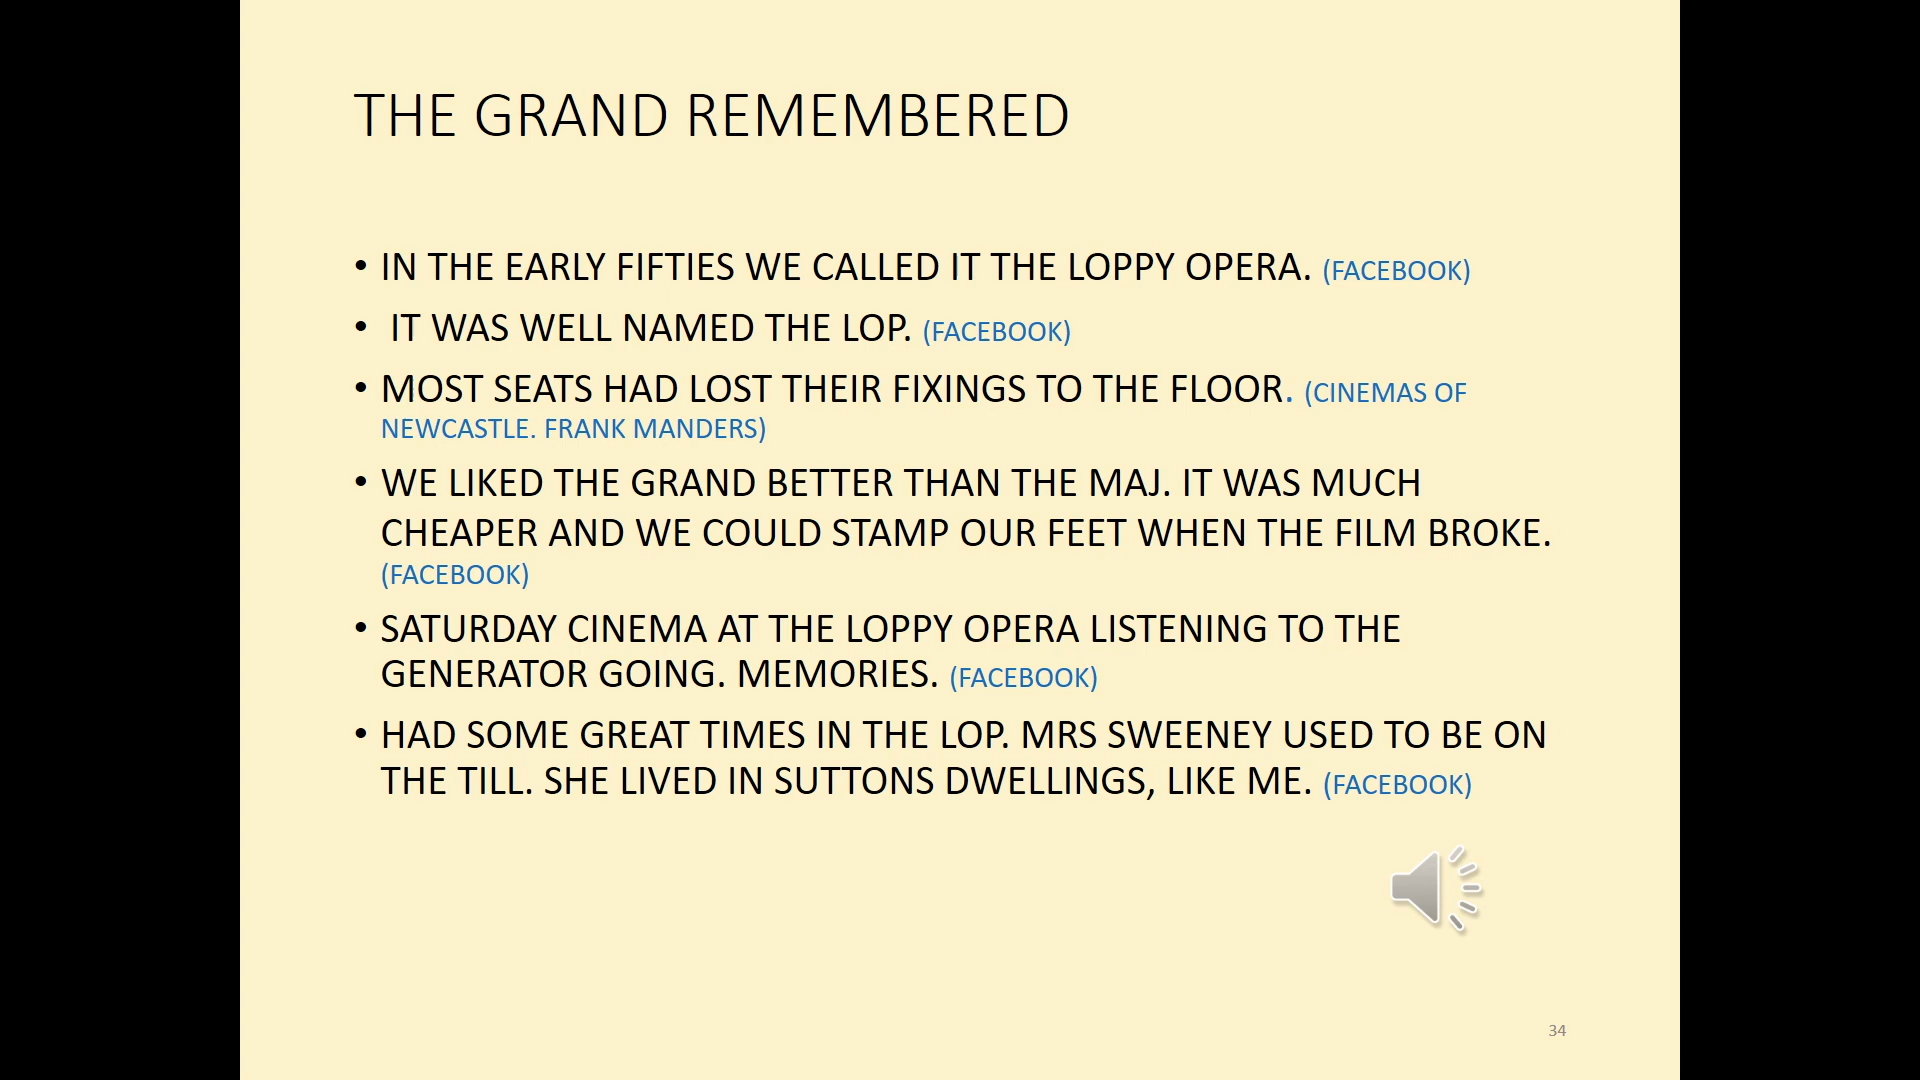 THE GRAND REMEMBERED
• IN THE EARLY FIFTIES WE CALLED IT THE LOPPY OPERA. (FACEBOOK)
• IT WAS WELL NAMED THE LOP. (FACEBOOK)
• MOST SEATS HAD LOST THEIR FIXINGS TO THE FLOOR. (CINEMAS OF
NEWCASTLE. FRANK MANDERS)
• WE LIKED THE GRAND BETTER THAN THE MAJ. IT WAS MUCH
CHEAPER AND WE COULD STAMP OUR FEET WHEN THE FILM BROKE.
(FACEBOOK)
• SATURDAY CINEMA AT THE LOPPY OPERA LISTENING TO THE
GENERATOR GOING. MEMORIES. (FACEBOOK)
• HAD SOME GREAT TIMES IN THE LOP. MRS SWEENEY USED TO BE ON
THE TILL. SHE LIVED IN SUTTONS DWELLINGS, LIKE ME. (FACEBOOK)
34